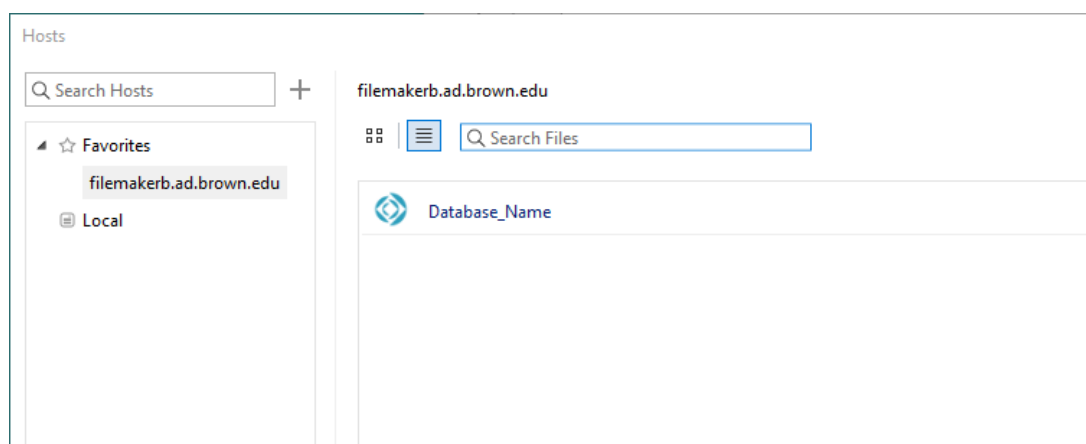 Hosts
Search Hosts
Favorites
filemakerb.ad.brown.edu
Local
filemakerb.ad.brown.edu
Search Files
Database_Name